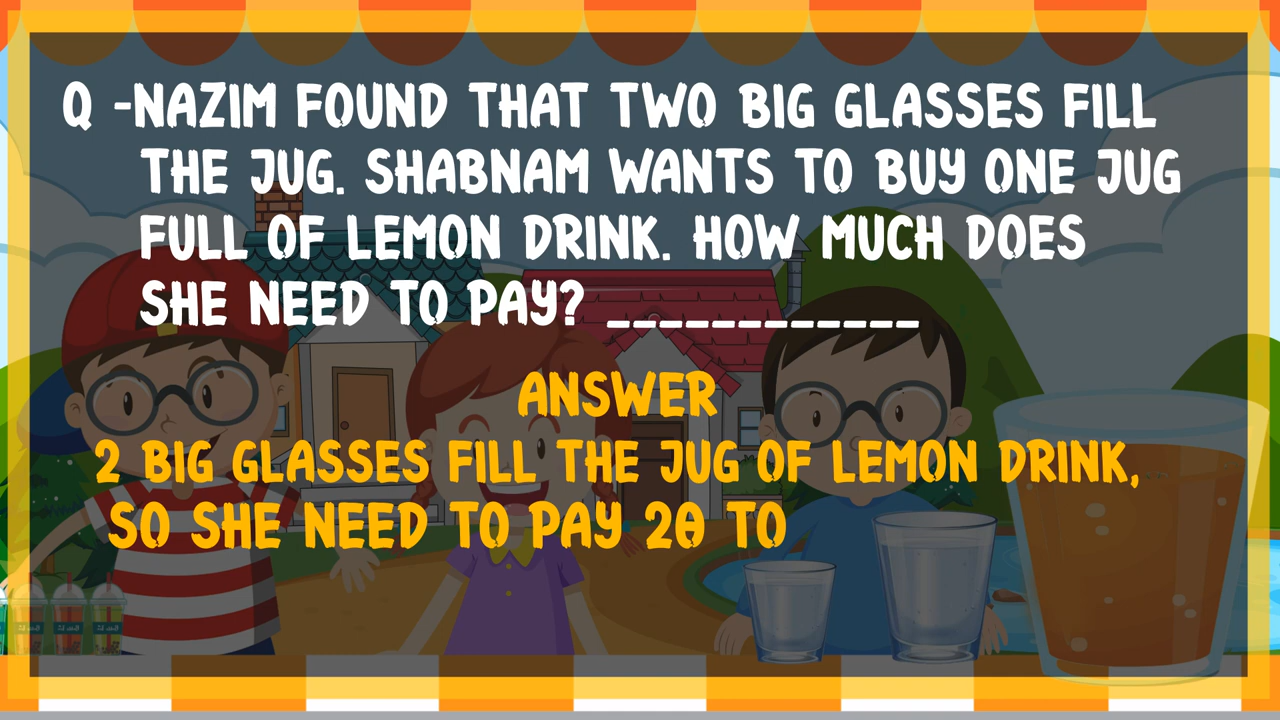 Q -NAZIM FOUND THAT TWO BIG GLASSES FILL
THE JUG. SHABNAM WANTS TO BUY ONE JUG
FULL OF LEMON DRINK. HOW MUCH DOES
SHE NEED TO PAY? ____________
ANSWER
2 BIG GLASSES FILL THE JUG OF LEMON DRINK,
SO SHE NEED TO PAY 20 TO